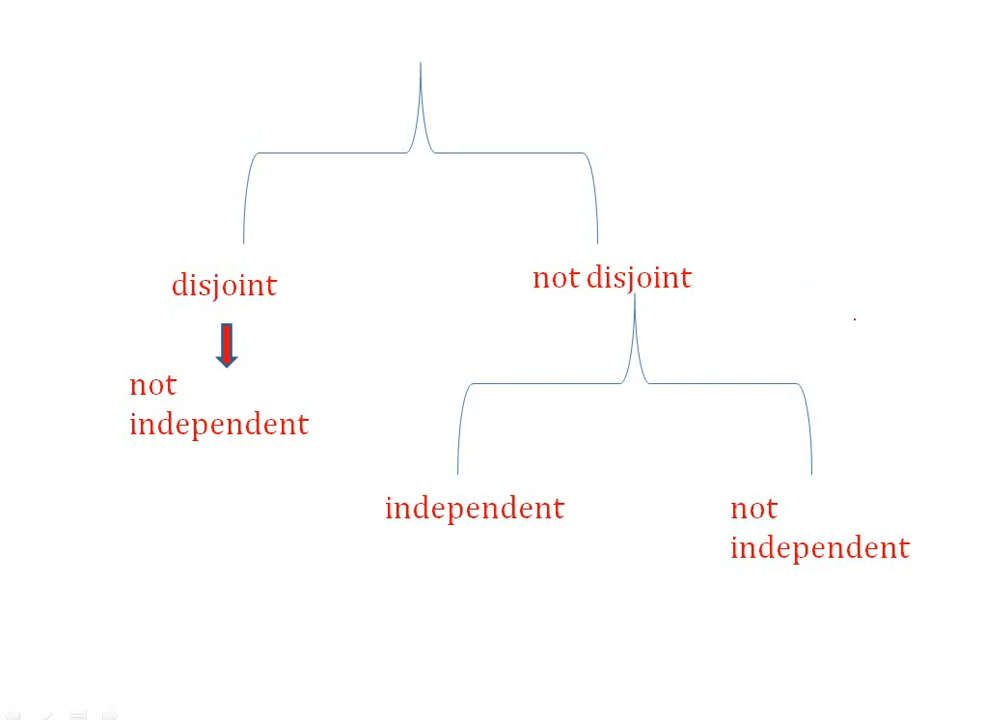 disjoint
not disjoint
not
independent
independent
not
independent